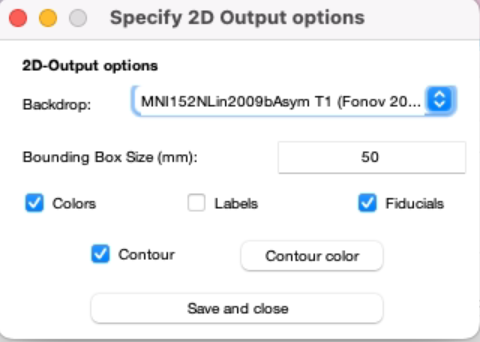 Specify 2D Output options
2D-Output options
Backdrop: MNI152NLin2009bAsym T1 (Fonov 20...
Bounding Box Size (mm): 50
Colors Labels Fiducials
Contour Contour color
Save and close